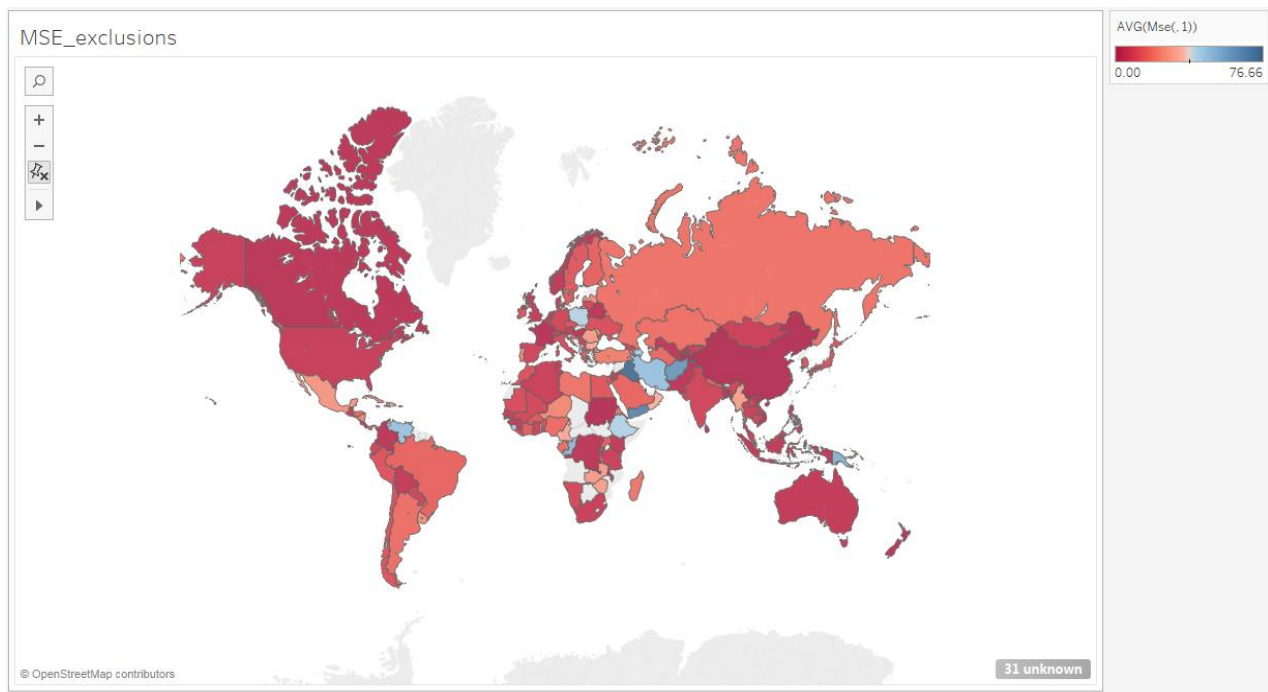 MSE_exclusions
AVG(Mse(, 1))
0.00 76.66
© OpenStreetMap contributors
31 unknown